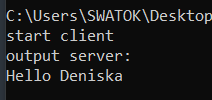 C:\Users\SWATOK\Desktop
start client
output server:
Hello Deniska